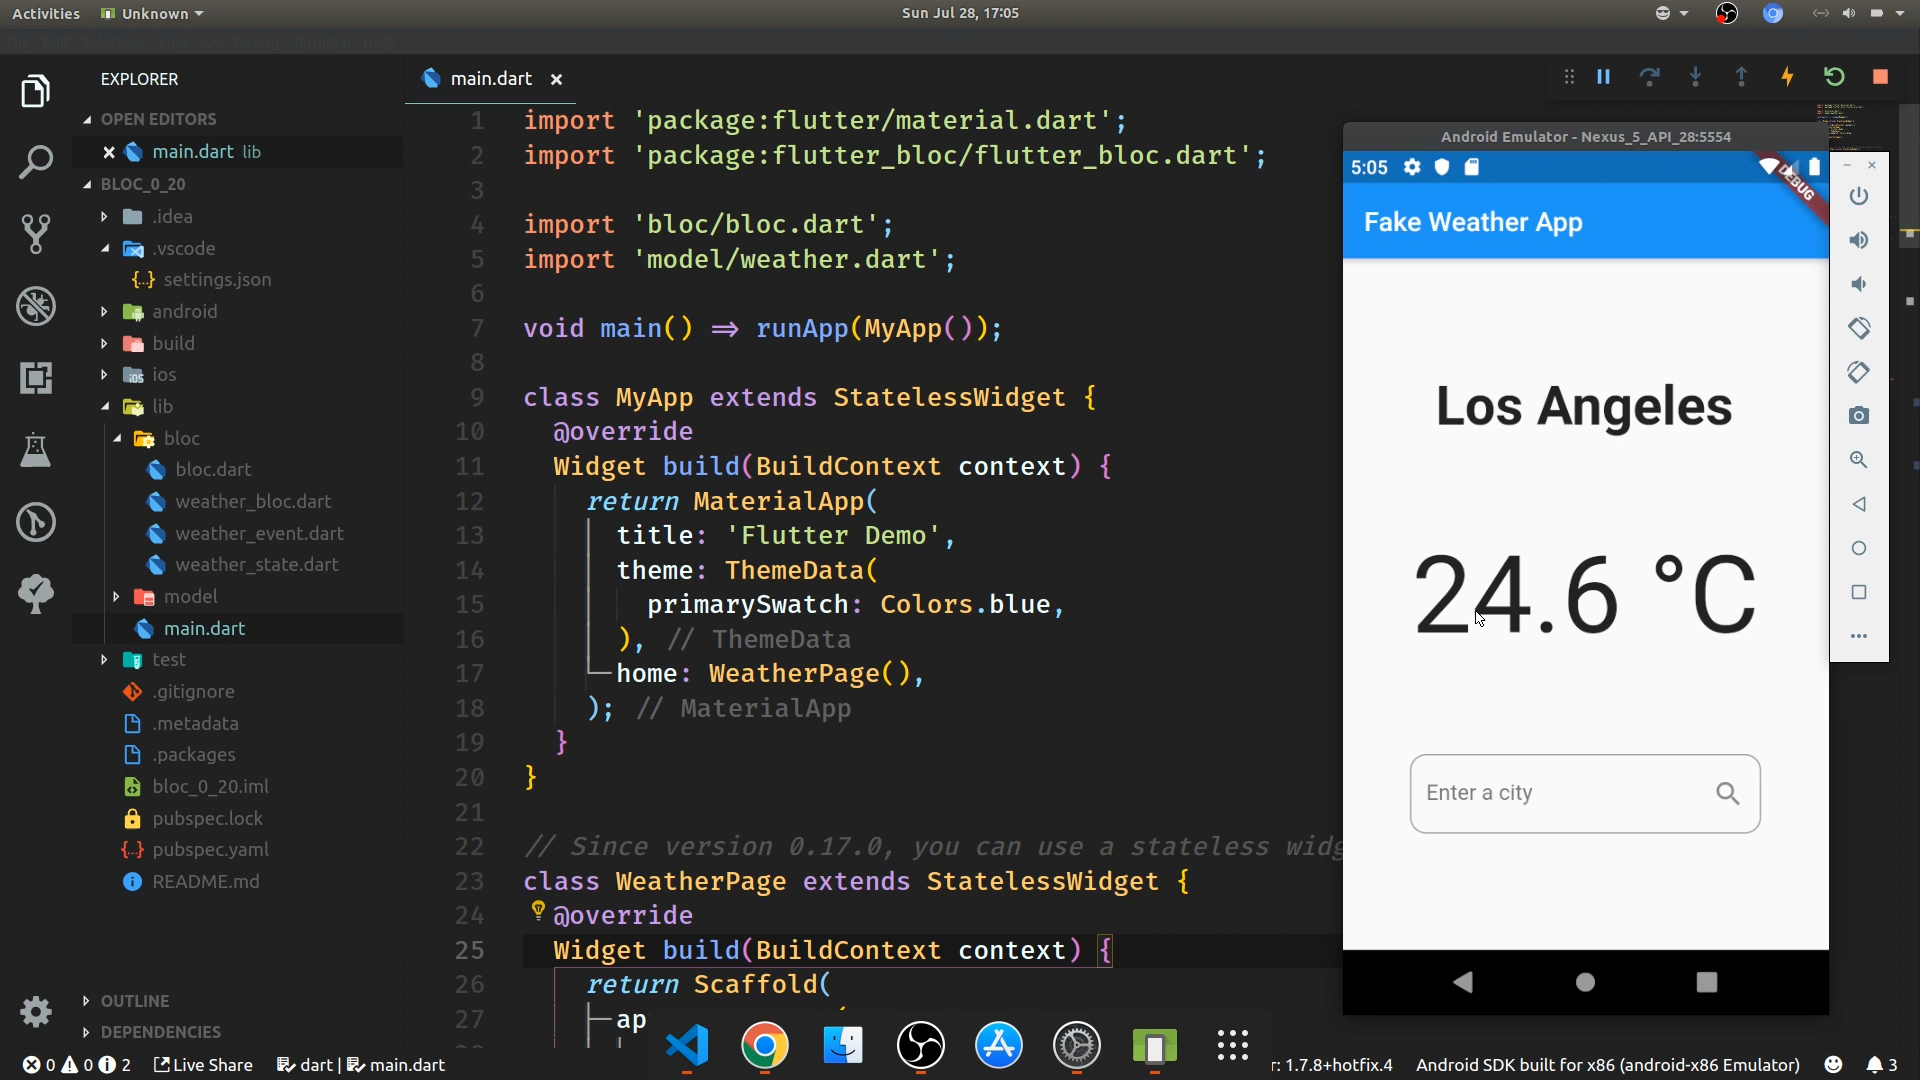 Activities
Unknown
Sun Jul 28, 17:05
EXPLORER
OPEN EDITORS
main.dart lib
BLOC_0_20
.idea
.vscode
settings.json
android
build
ios
lib
bloc
bloc.dart
weather_bloc.dart
weather_event.dart
weather_state.dart
model
main.dart
test
.gitignore
.metadata
.packages
bloc_0_20.iml
pubspec.lock
pubspec.yaml
README.md
OUTLINE
DEPENDENCIES
main.dart
1 import 'package:flutter/material.dart';
2 import 'package:flutter_bloc/flutter_bloc.dart';
3
4 import 'bloc/bloc.dart';
5 import 'model/weather.dart';
6
7 void main() => runApp(MyApp());
8
9 class MyApp extends StatelessWidget {
10 @override
11 Widget build(BuildContext context) {
12 return MaterialApp(
13 title: 'Flutter Demo',
14 theme: ThemeData(
15 primarySwatch: Colors.blue,
16 ), // ThemeData
17 home: WeatherPage(),
18 ); // MaterialApp
19 }
20 }
21
22 // Since version 0.17.0, you can use a stateless widg
23 class WeatherPage extends StatelessWidget {
24 @override
25 Widget build(BuildContext context) {
26 return Scaffold(
27 ap
Android Emulator - Nexus_5_API_28:5554
5:05
DEBUG
Fake Weather App
Los Angeles
24.6 °C
Enter a city
0 0 2
Live Share
dart | main.dart
r: 1.7.8+hotfix.4
Android SDK built for x86 (android-x86 Emulator)
3